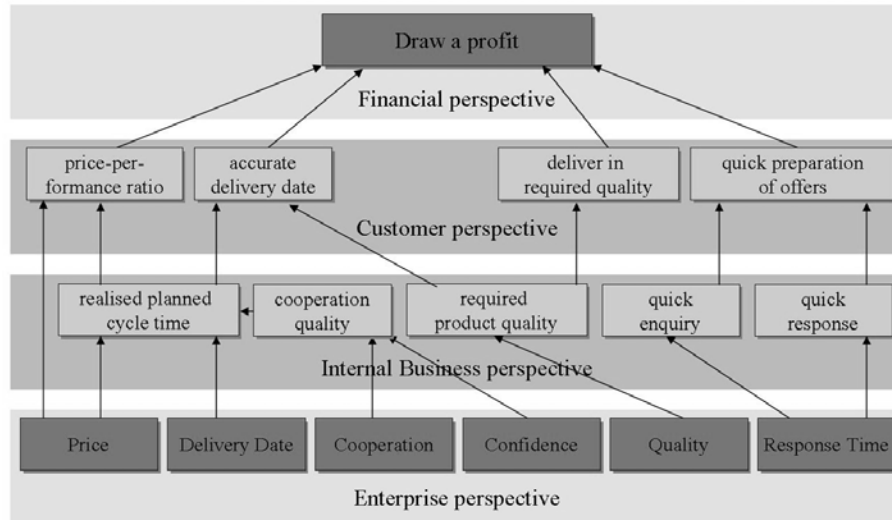 Draw a profit
Financial perspective
price-per-
formance ratio
accurate
delivery date
deliver in
required quality
quick preparation
of offers
Customer perspective
realised planned
cycle time
cooperation
quality
required
product quality
quick
enquiry
quick
response
Internal Business perspective
Price
Delivery Date
Cooperation
Confidence
Quality
Response Time
Enterprise perspective